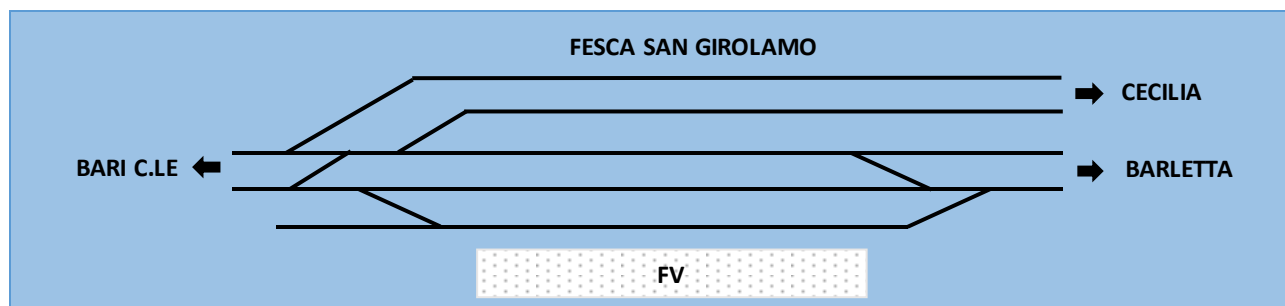 FESCA SAN GIROLAMO
CECILIA
BARI C.LE
BARLETTA
FV